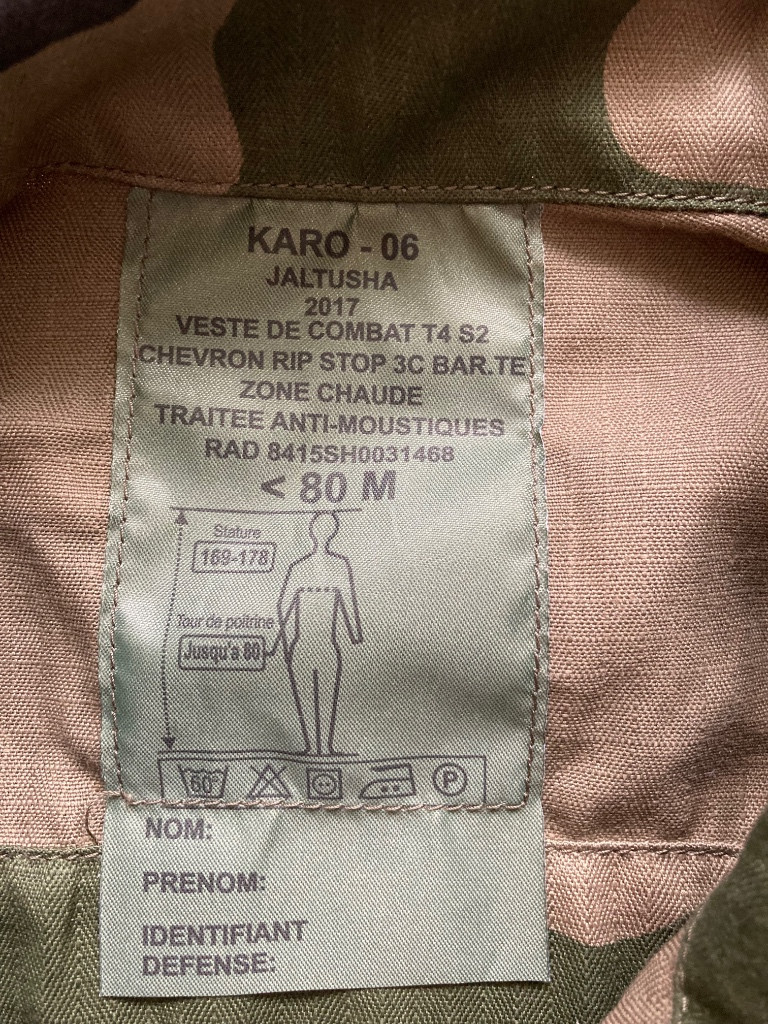 KARO - 06
JALTUSHA
2017
VESTE DE COMBAT T4 S2
CHEVRON RIP STOP 3C BAR.TE
ZONE CHAUDE
TRAITEE ANTI-MOUSTIQUES
RAD 8415SH0031468
< 80 M
Stature
169-178
Tour de poitrine
Jusqu'a 80
60°
P
NOM:
PRENOM:
IDENTIFIANT
DEFENSE: